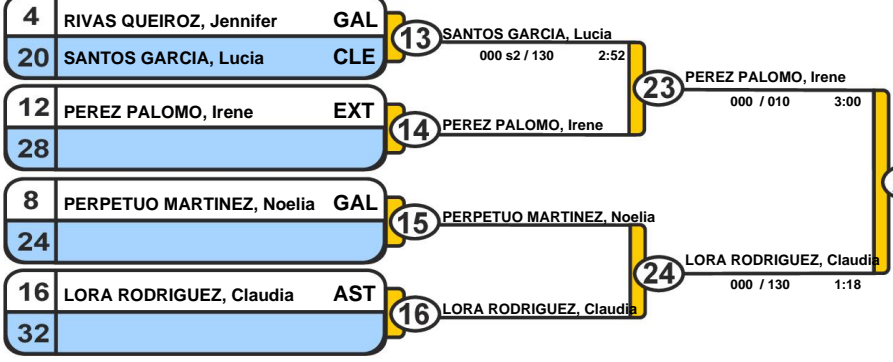 4 RIVAS QUEIROZ, Jennifer GAL
20 SANTOS GARCIA, Lucia CLE
13 SANTOS GARCIA, Lucia
000 s2 / 130 2:52
12 PEREZ PALOMO, Irene EXT
28
14 PEREZ PALOMO, Irene
23 PEREZ PALOMO, Irene
000 / 010 3:00
8 PERPETUO MARTINEZ, Noelia GAL
24
15 PERPETUO MARTINEZ, Noelia
16 LORA RODRIGUEZ, Claudia AST
32
16 LORA RODRIGUEZ, Claudia
24 LORA RODRIGUEZ, Claudia
000 / 130 1:18